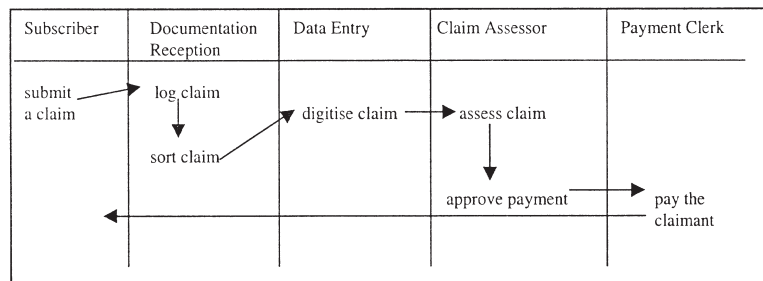 Subscriber
Documentation
Reception
Data Entry
Claim Assessor
Payment Clerk
submit
a claim
log claim
sort claim
digitise claim
assess claim
approve payment
pay the
claimant